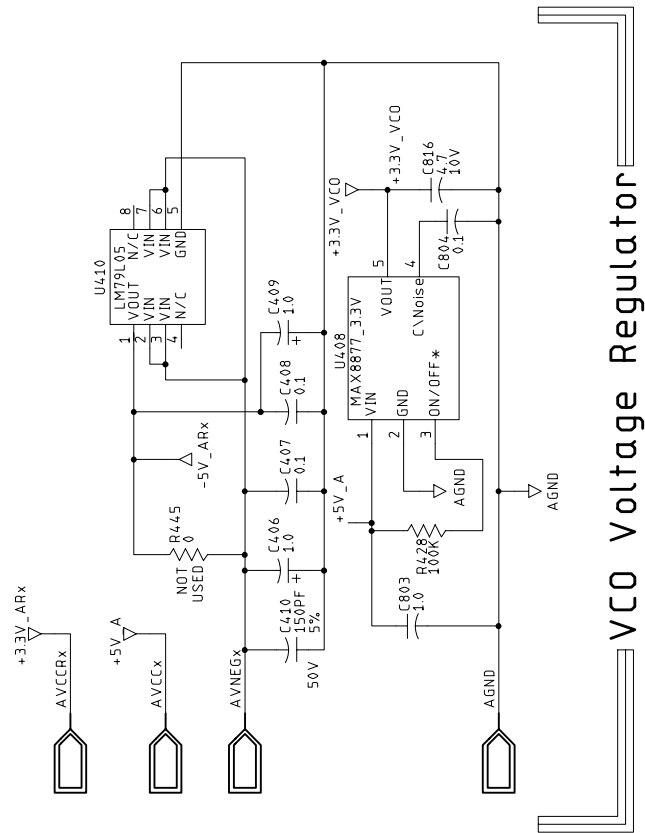 +3.3V_ARx
AVCCRx
+5V_A
AVCCx
AVNEGx
AGND
R445
0
NOT
USED
-5V_ARx
U410
LM79L05
1
VOUT
N/C
8
2
VIN
VIN
7
3
VIN
VIN
6
4
N/C
GND
5
C410
150PF
5%
50V
C406
1.0
+
C407
0.1
C408
0.1
C409
1.0
+
+5V_A
C803
1.0
R428
100K
AGND
AGND
U408
MAX8877_3.3V
1
VIN
VOUT
5
2
GND
3
ON/OFF*
C\Noise
4
+3.3V_VCO
+3.3V_VCO
C816
4.7
10V
C804
0.1
VCO Voltage Regulator